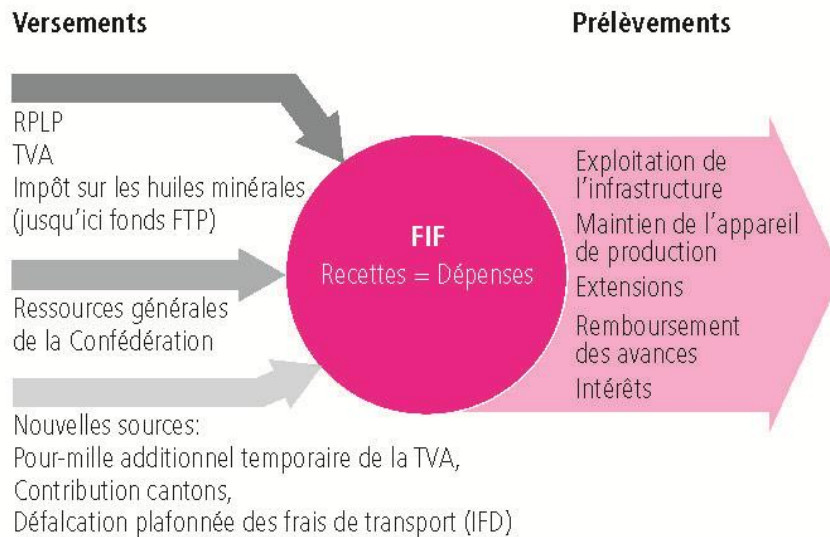 Versements
RPLP
TVA
Impôt sur les huiles minérales
(jusqu'ici fonds FTP)
Ressources générales
de la Confédération
Nouvelles sources:
Pour-mille additionnel temporaire de la TVA,
Contribution cantons,
Défalcation plafonnée des frais de transport (IFD)
FIF
Recettes = Dépenses
Prélèvements
Exploitation de
l'infrastructure
Maintien de l'appareil
de production
Extensions
Remboursement
des avances
Intérêts